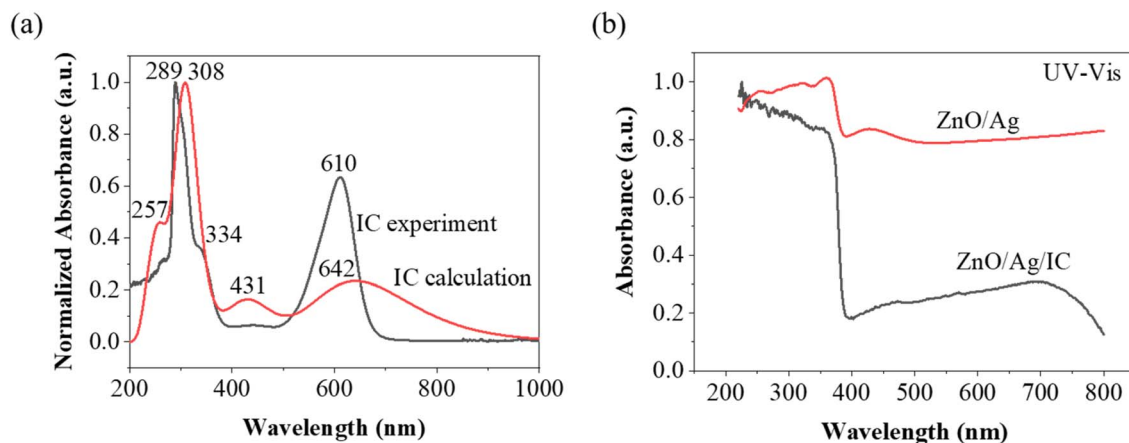 (a)
Normalized Absorbance (a.u.)
1.0
0.8
0.6
0.4
0.2
0.0
289
308
257
334
431
610
642
IC experiment
IC calculation
200
400
600
800
1000
Wavelength (nm)
(b)
Absorbance (a.u.)
1.0
0.8
0.6
0.4
0.2
0.0
UV-Vis
ZnO/Ag
ZnO/Ag/IC
200
300
400
500
600
700
800
Wavelength (nm)